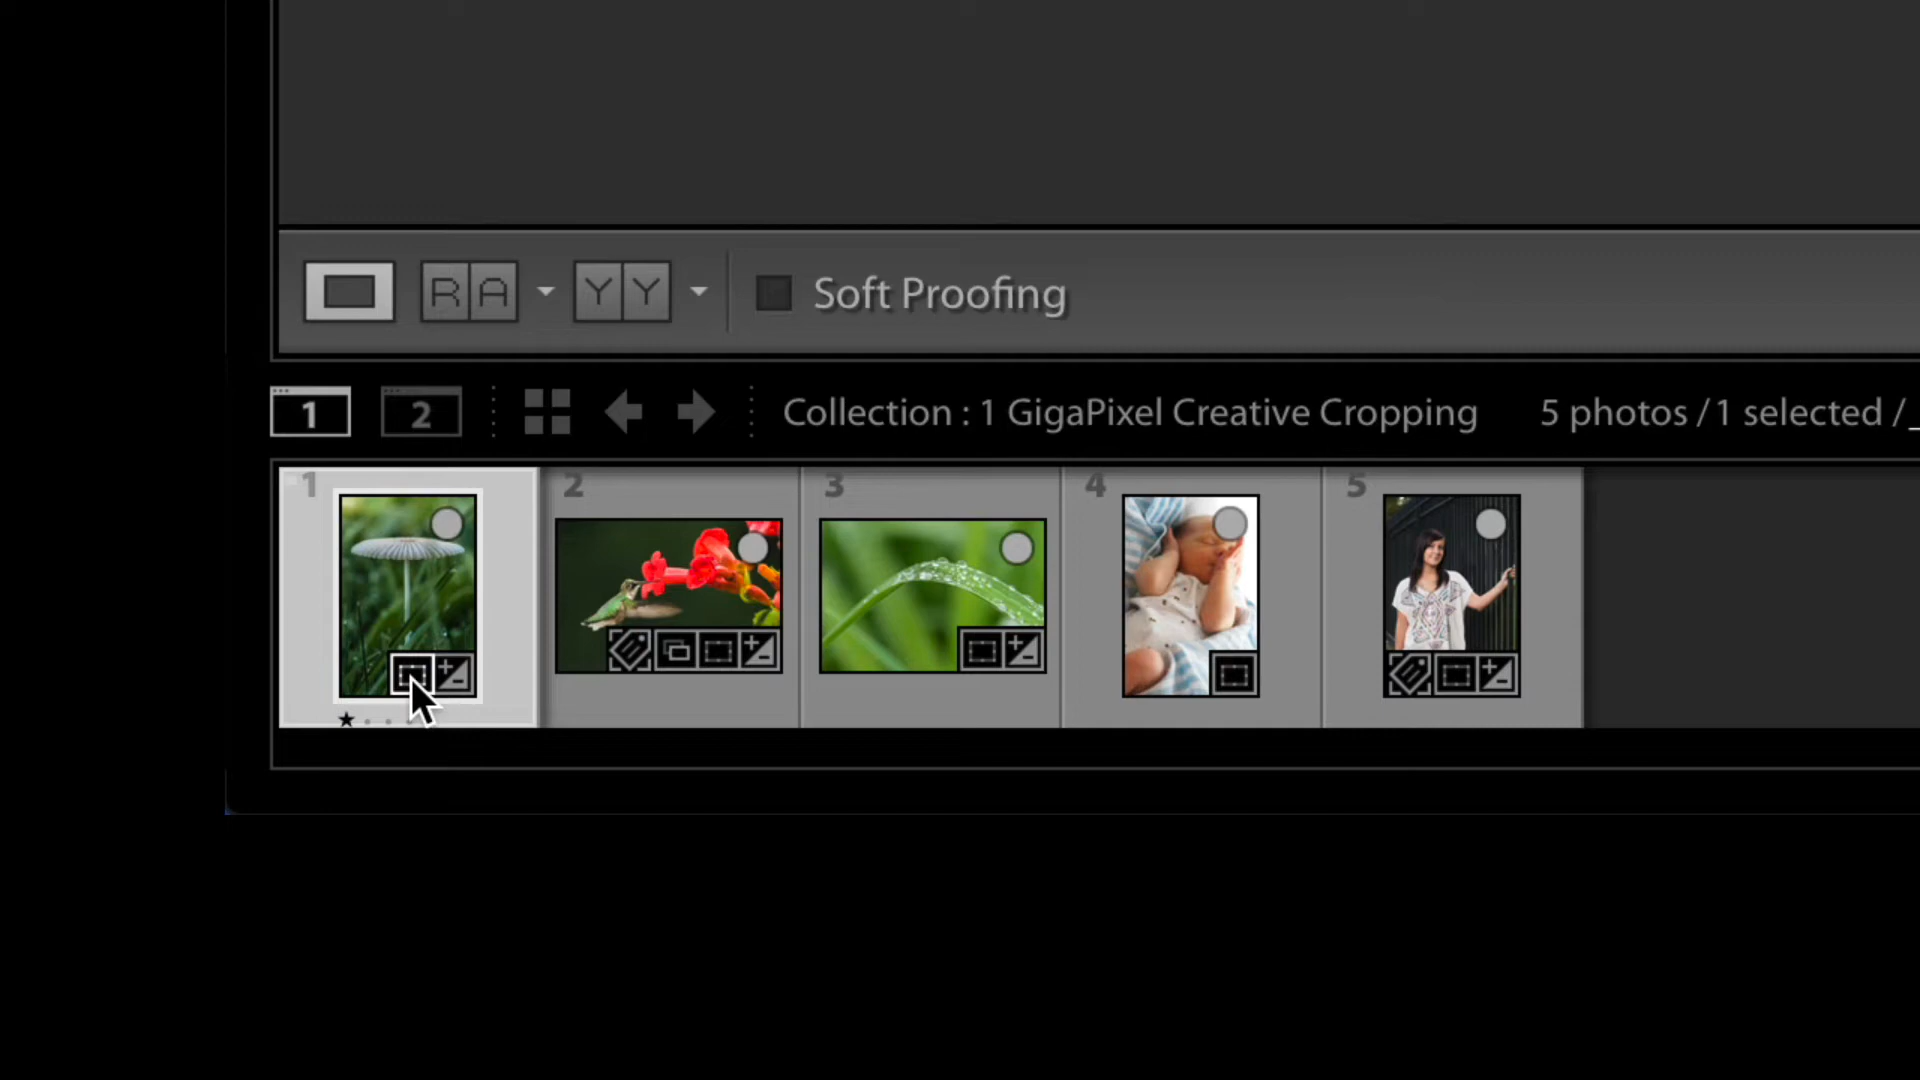 R A Y Y Soft Proofing
1 2 Collection : 1 GigaPixel Creative Cropping 5 photos / 1 selected / _
1 2 3 4 5